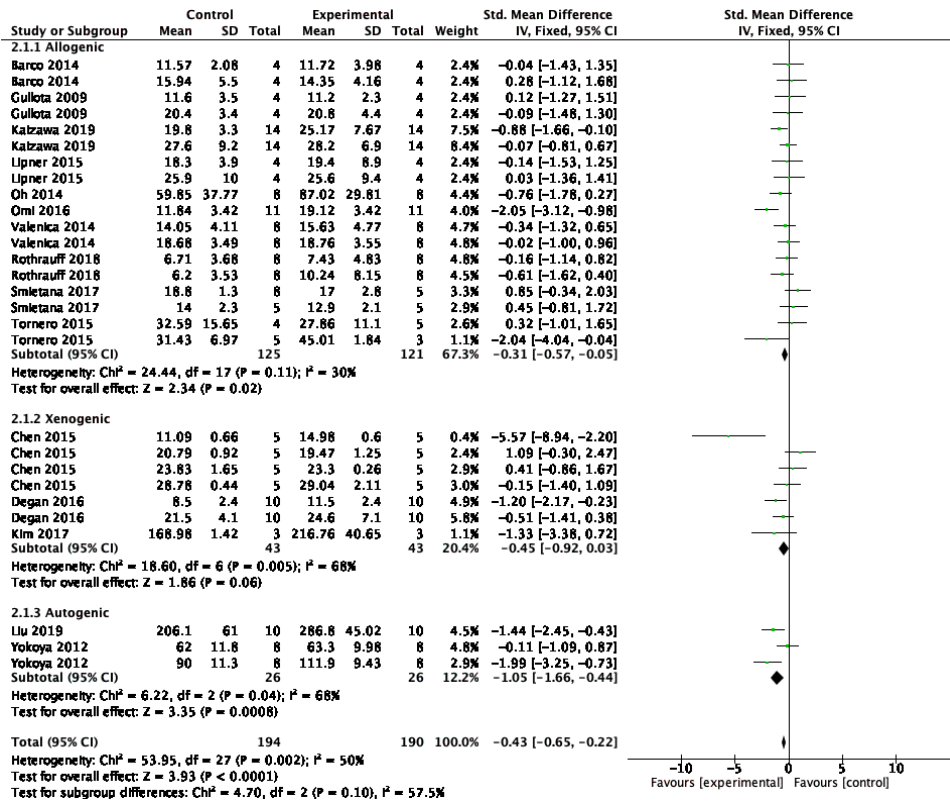 Control Experimental Std. Mean Difference Std. Mean Difference
Study or Subgroup Mean SD Total Mean SD Total Weight IV, Fixed, 95% CI IV, Fixed, 95% CI
2.1.1 Allogenic
Barco 2014 11.57 2.08 4 11.72 3.98 4 2.4% -0.04 [-1.43, 1.35]
Barco 2014 15.94 5.5 4 14.35 4.16 4 2.4% 0.28 [-1.12, 1.68]
Gullota 2009 11.6 3.5 4 11.2 2.3 4 2.4% 0.12 [-1.27, 1.51]
Gullota 2009 20.4 3.4 4 20.8 4.4 4 2.4% -0.09 [-1.48, 1.30]
Kaizawa 2019 19.8 3.3 14 25.17 7.67 14 7.5% -0.88 [-1.66, -0.10]
Kaizawa 2019 27.6 9.2 14 28.2 6.9 14 8.4% -0.07 [-0.81, 0.67]
Lipner 2015 18.3 3.9 4 19.4 8.9 4 2.4% -0.14 [-1.53, 1.25]
Lipner 2015 25.9 10 4 25.6 9.4 4 2.4% 0.03 [-1.36, 1.41]
Oh 2014 59.85 37.77 8 87.02 29.81 8 4.4% -0.76 [-1.78, 0.27]
Omi 2016 11.84 3.42 11 19.12 3.42 11 4.0% -2.05 [-3.12, -0.98]
Valenica 2014 14.05 4.11 8 15.63 4.77 8 4.7% -0.34 [-1.32, 0.65]
Valenica 2014 18.68 3.49 8 18.76 3.55 8 4.8% -0.02 [-1.00, 0.96]
Rothrauff 2018 6.71 3.68 8 7.43 4.83 8 4.8% -0.16 [-1.14, 0.82]
Rothrauff 2018 6.2 3.53 8 10.24 8.15 8 4.5% -0.61 [-1.62, 0.40]
Smietana 2017 18.8 1.3 8 17 2.8 5 3.3% 0.85 [-0.34, 2.03]
Smietana 2017 14 2.3 5 12.9 2.1 5 2.9% 0.45 [-0.81, 1.72]
Tornero 2015 32.59 15.65 4 27.86 11.1 5 2.6% 0.32 [-1.01, 1.65]
Tornero 2015 31.43 6.97 5 45.01 1.84 3 1.1% -2.04 [-4.04, -0.04]
Subtotal (95% CI) 125 121 67.3% -0.31 [-0.57, -0.05]
Heterogeneity: Chi² = 24.44, df = 17 (P = 0.11); I² = 30%
Test for overall effect: Z = 2.34 (P = 0.02)
2.1.2 Xenogenic
Chen 2015 11.09 0.66 5 14.98 0.6 5 0.4% -5.57 [-8.94, -2.20]
Chen 2015 20.79 0.92 5 19.47 1.25 5 2.4% 1.09 [-0.30, 2.47]
Chen 2015 23.83 1.65 5 23.3 0.26 5 2.9% 0.41 [-0.86, 1.67]
Chen 2015 28.78 0.44 5 29.04 2.11 5 3.0% -0.15 [-1.40, 1.09]
Degan 2016 8.5 2.4 10 11.5 2.4 10 4.9% -1.20 [-2.17, -0.23]
Degan 2016 21.5 4.1 10 24.6 7.1 10 5.8% -0.51 [-1.41, 0.38]
Kim 2017 168.98 1.42 3 216.76 40.65 3 1.1% -1.33 [-3.38, 0.72]
Subtotal (95% CI) 43 43 20.4% -0.45 [-0.92, 0.03]
Heterogeneity: Chi² = 18.60, df = 6 (P = 0.005); I² = 68%
Test for overall effect: Z = 1.86 (P = 0.06)
2.1.3 Autogenic
Liu 2019 206.1 61 10 286.8 45.02 10 4.5% -1.44 [-2.45, -0.43]
Yokoya 2012 62 11.8 8 63.3 9.98 8 4.8% -0.11 [-1.09, 0.87]
Yokoya 2012 90 11.3 8 111.9 9.43 8 2.9% -1.99 [-3.25, -0.73]
Subtotal (95% CI) 26 26 12.2% -1.05 [-1.66, -0.44]
Heterogeneity: Chi² = 6.22, df = 2 (P = 0.04); I² = 68%
Test for overall effect: Z = 3.35 (P = 0.0008)
Total (95% CI) 194 190 100.0% -0.43 [-0.65, -0.22]
Heterogeneity: Chi² = 53.95, df = 27 (P = 0.002); I² = 50%
Test for overall effect: Z = 3.93 (P < 0.0001)
Test for subgroup differences: Chi² = 4.70, df = 2 (P = 0.10), I² = 57.5%
-10 -5 0 5 10
Favours [experimental] Favours [control]